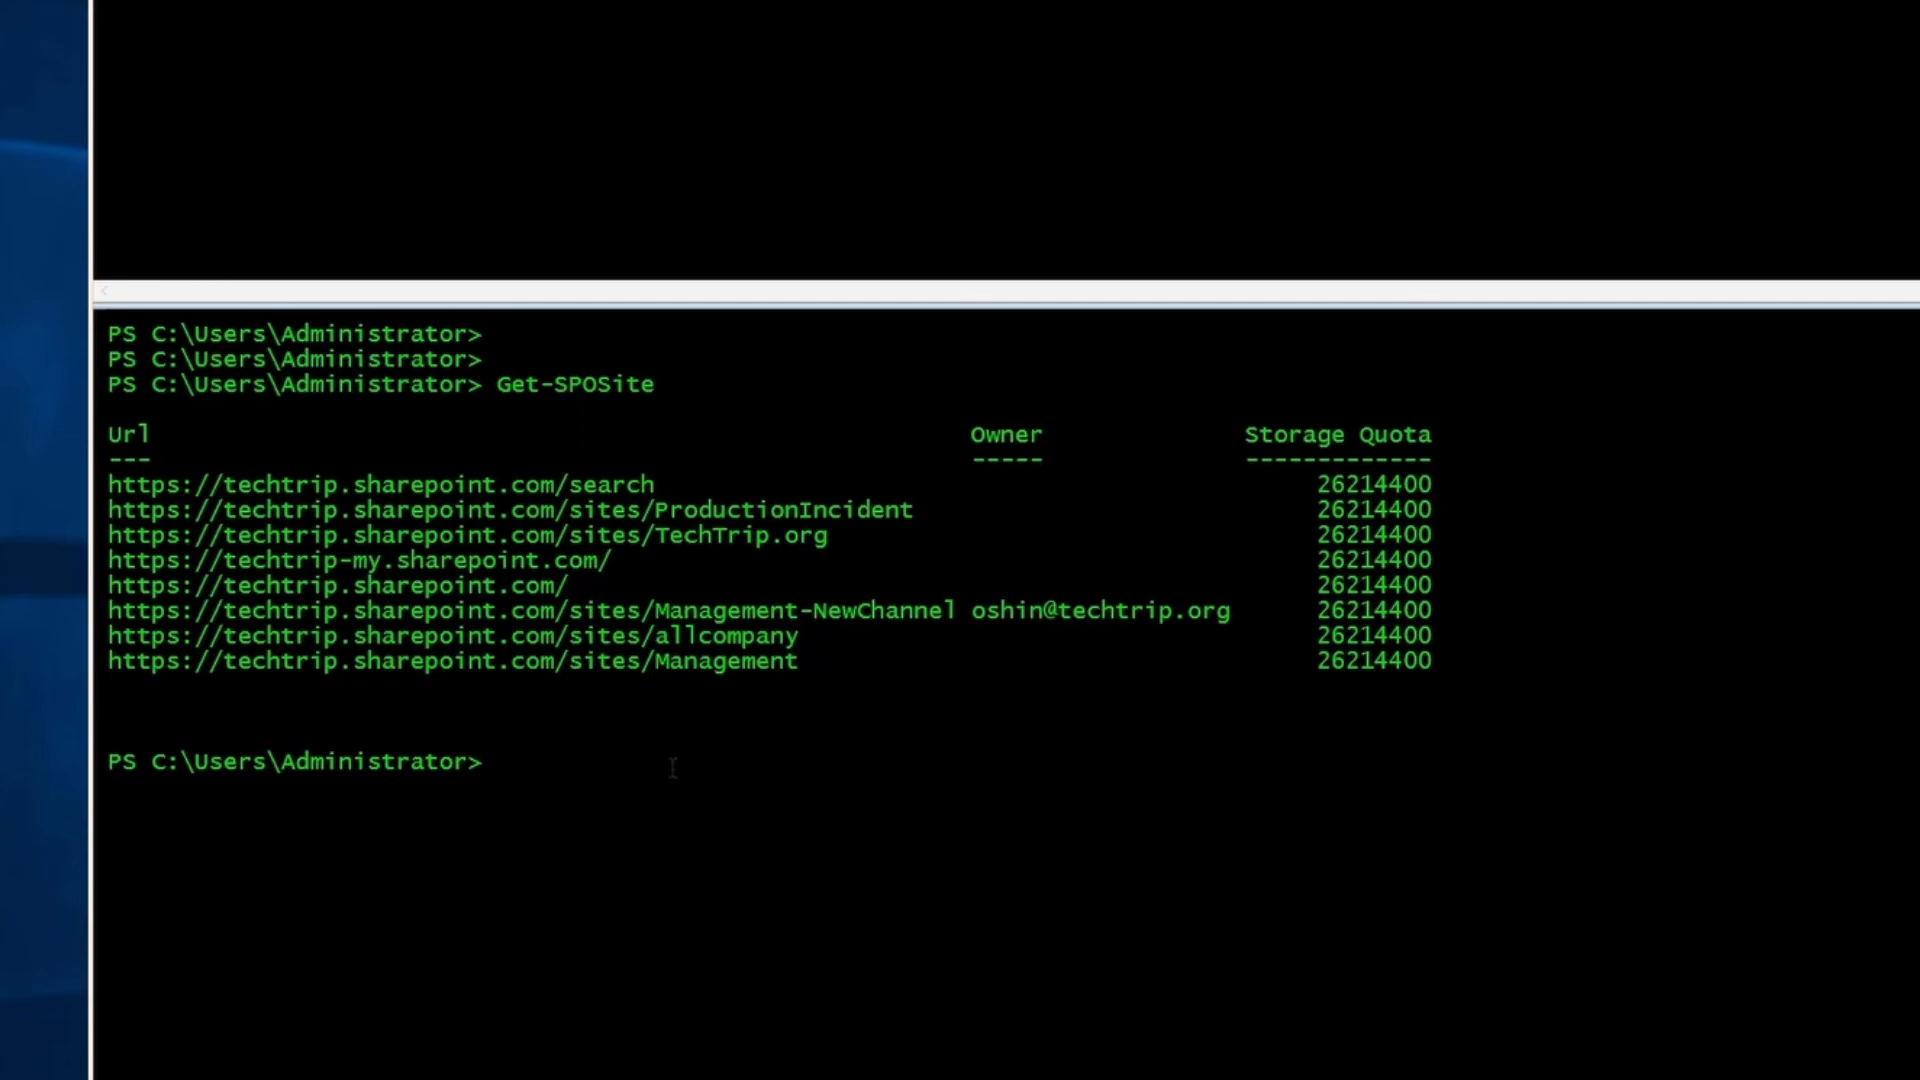 PS C:\Users\Administrator>
PS C:\Users\Administrator>
PS C:\Users\Administrator> Get-SPOSite
Url Owner Storage Quota
--- ----- -------------
https://techtrip.sharepoint.com/search 26214400
https://techtrip.sharepoint.com/sites/ProductionIncident 26214400
https://techtrip.sharepoint.com/sites/TechTrip.org 26214400
https://techtrip-my.sharepoint.com/ 26214400
https://techtrip.sharepoint.com/ 26214400
https://techtrip.sharepoint.com/sites/Management-NewChannel oshin@techtrip.org 26214400
https://techtrip.sharepoint.com/sites/allcompany 26214400
https://techtrip.sharepoint.com/sites/Management 26214400
PS C:\Users\Administrator>